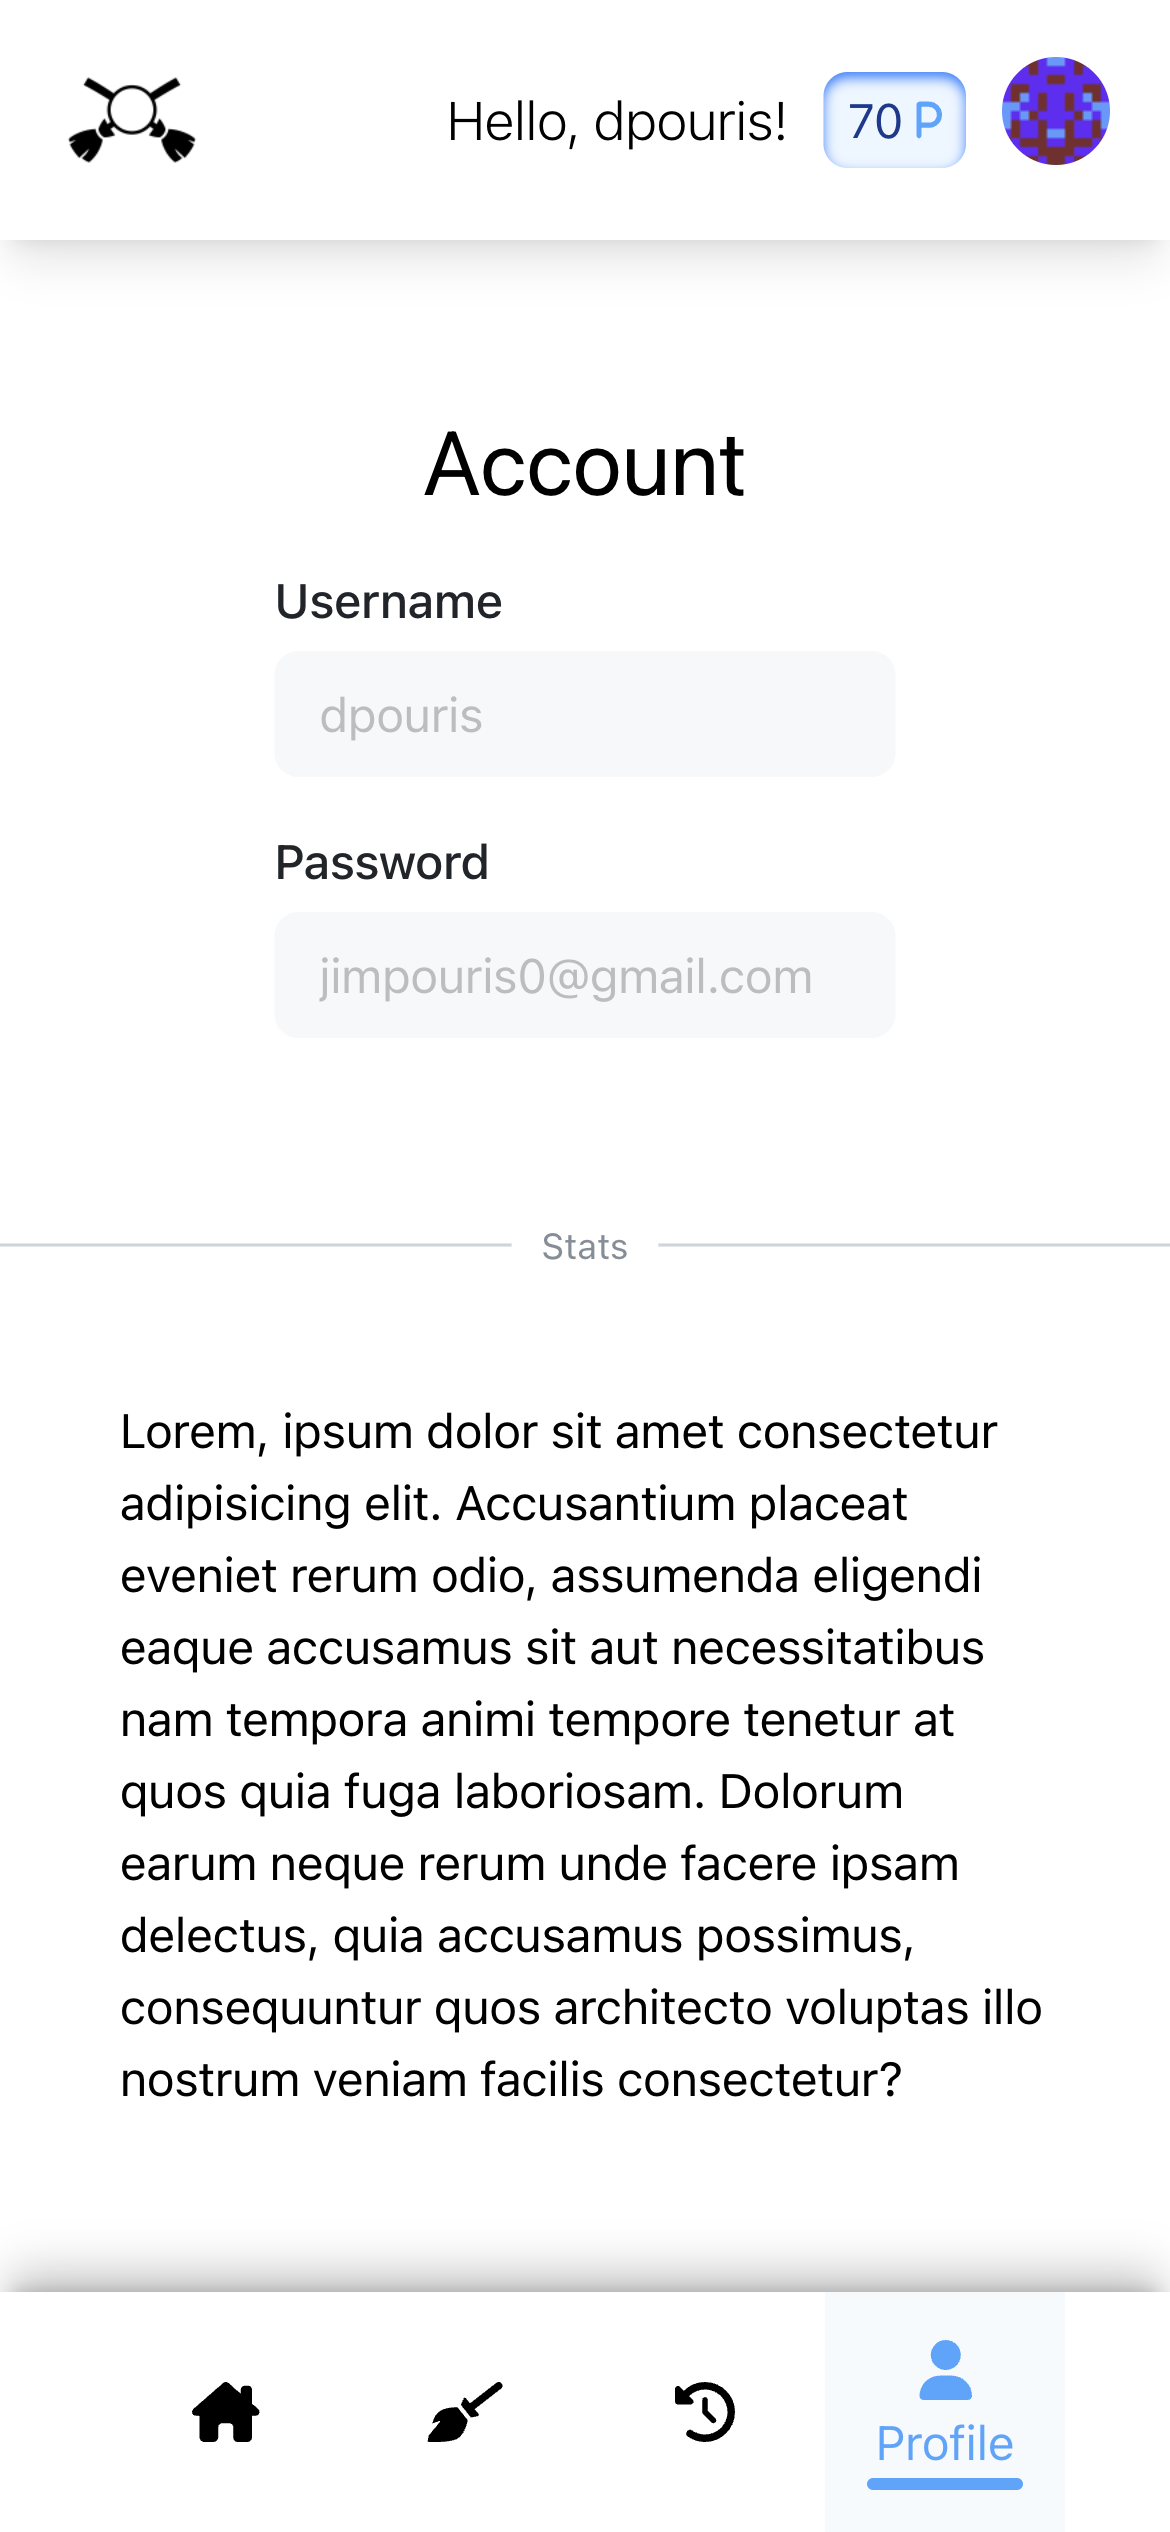 Hello, dpouris!
70 P
Account
Username
dpouris
Password
jimpouris0@gmail.com
Stats
Lorem, ipsum dolor sit amet consectetur
adipisicing elit. Accusantium placeat
eveniet rerum odio, assumenda eligendi
eaque accusamus sit aut necessitatibus
nam tempora animi tempore tenetur at
quos quia fuga laboriosam. Dolorum
earum neque rerum unde facere ipsam
delectus, quia accusamus possimus,
consequuntur quos architecto voluptas illo
nostrum veniam facilis consectetur?
Profile